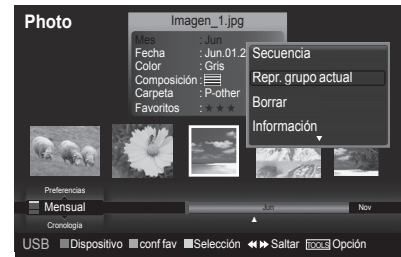 Photo
Imagen_1.jpg
Mes : Jun
Fecha : Jun.01.2
Color : Gris
Composición :
Carpeta : P-other
Favoritos : ★ ★ ★
Secuencia
Repr. grupo actual
Borrar
Información
Preferencias
Mensual
Jun
Nov
Cronología
USB Dispositivo conf fav Selección Saltar TOOLS Opción